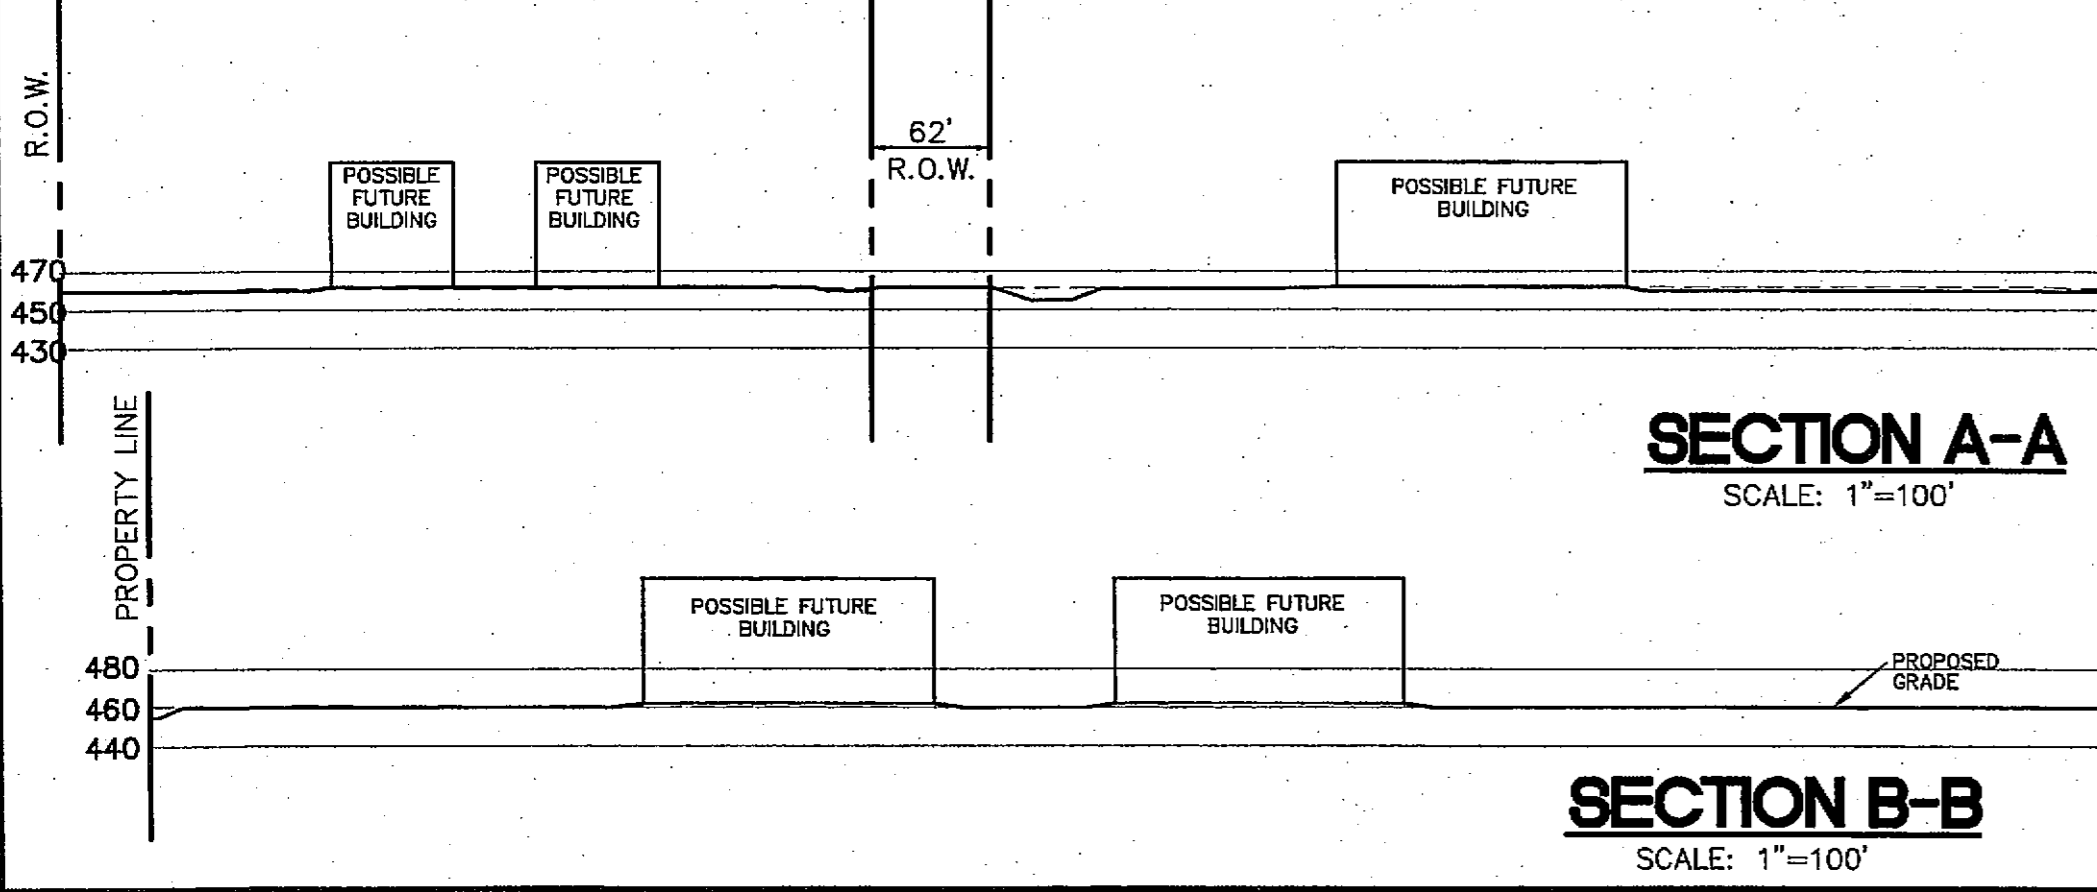 R.O.W.
62'
R.O.W.
POSSIBLE
FUTURE
BUILDING
POSSIBLE
FUTURE
BUILDING
POSSIBLE FUTURE
BUILDING
470
450
430
SECTION A-A
SCALE: 1"=100'
PROPERTY LINE
POSSIBLE FUTURE
BUILDING
POSSIBLE FUTURE
BUILDING
480
460
440
PROPOSED
GRADE
SECTION B-B
SCALE: 1"=100'